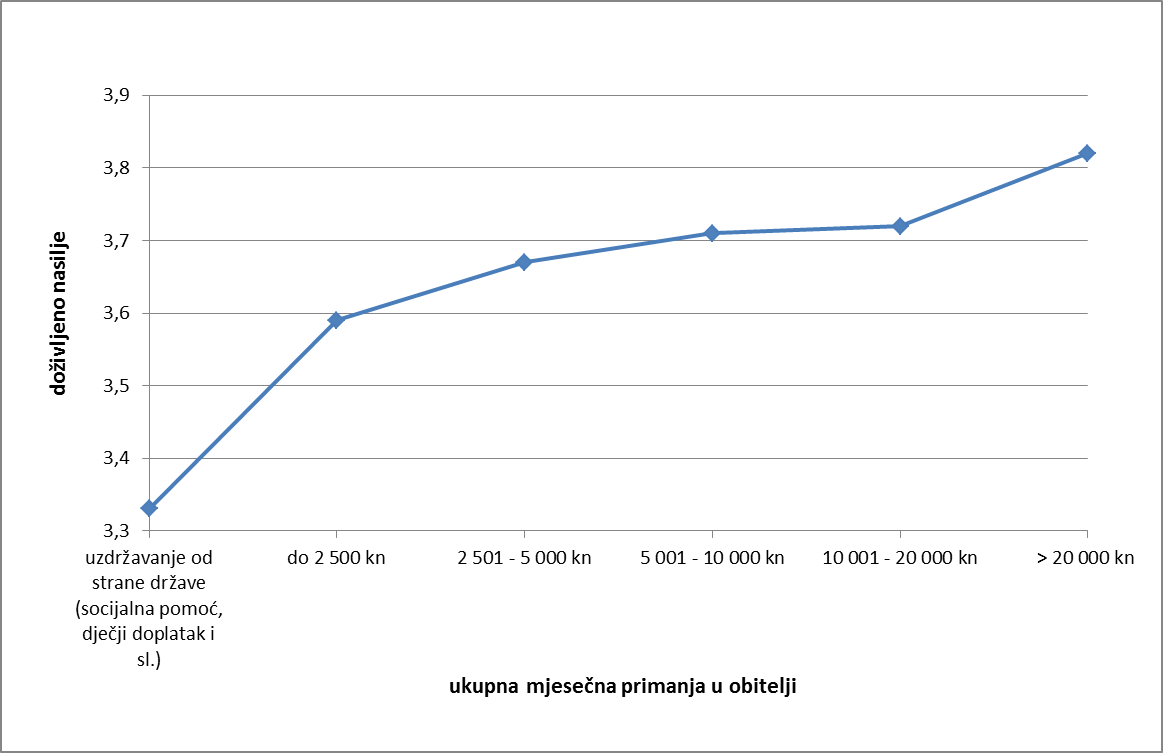 3,9
3,8
3,7
3,6
3,5
3,4
3,3
doživljeno nasilje
uzdržavanje od
strane države
(socijalna pomoć,
dječji doplatak i
sl.)
do 2 500 kn
2 501 - 5 000 kn
5 001 - 10 000 kn
10 001 - 20 000 kn
> 20 000 kn
ukupna mjesečna primanja u obitelji